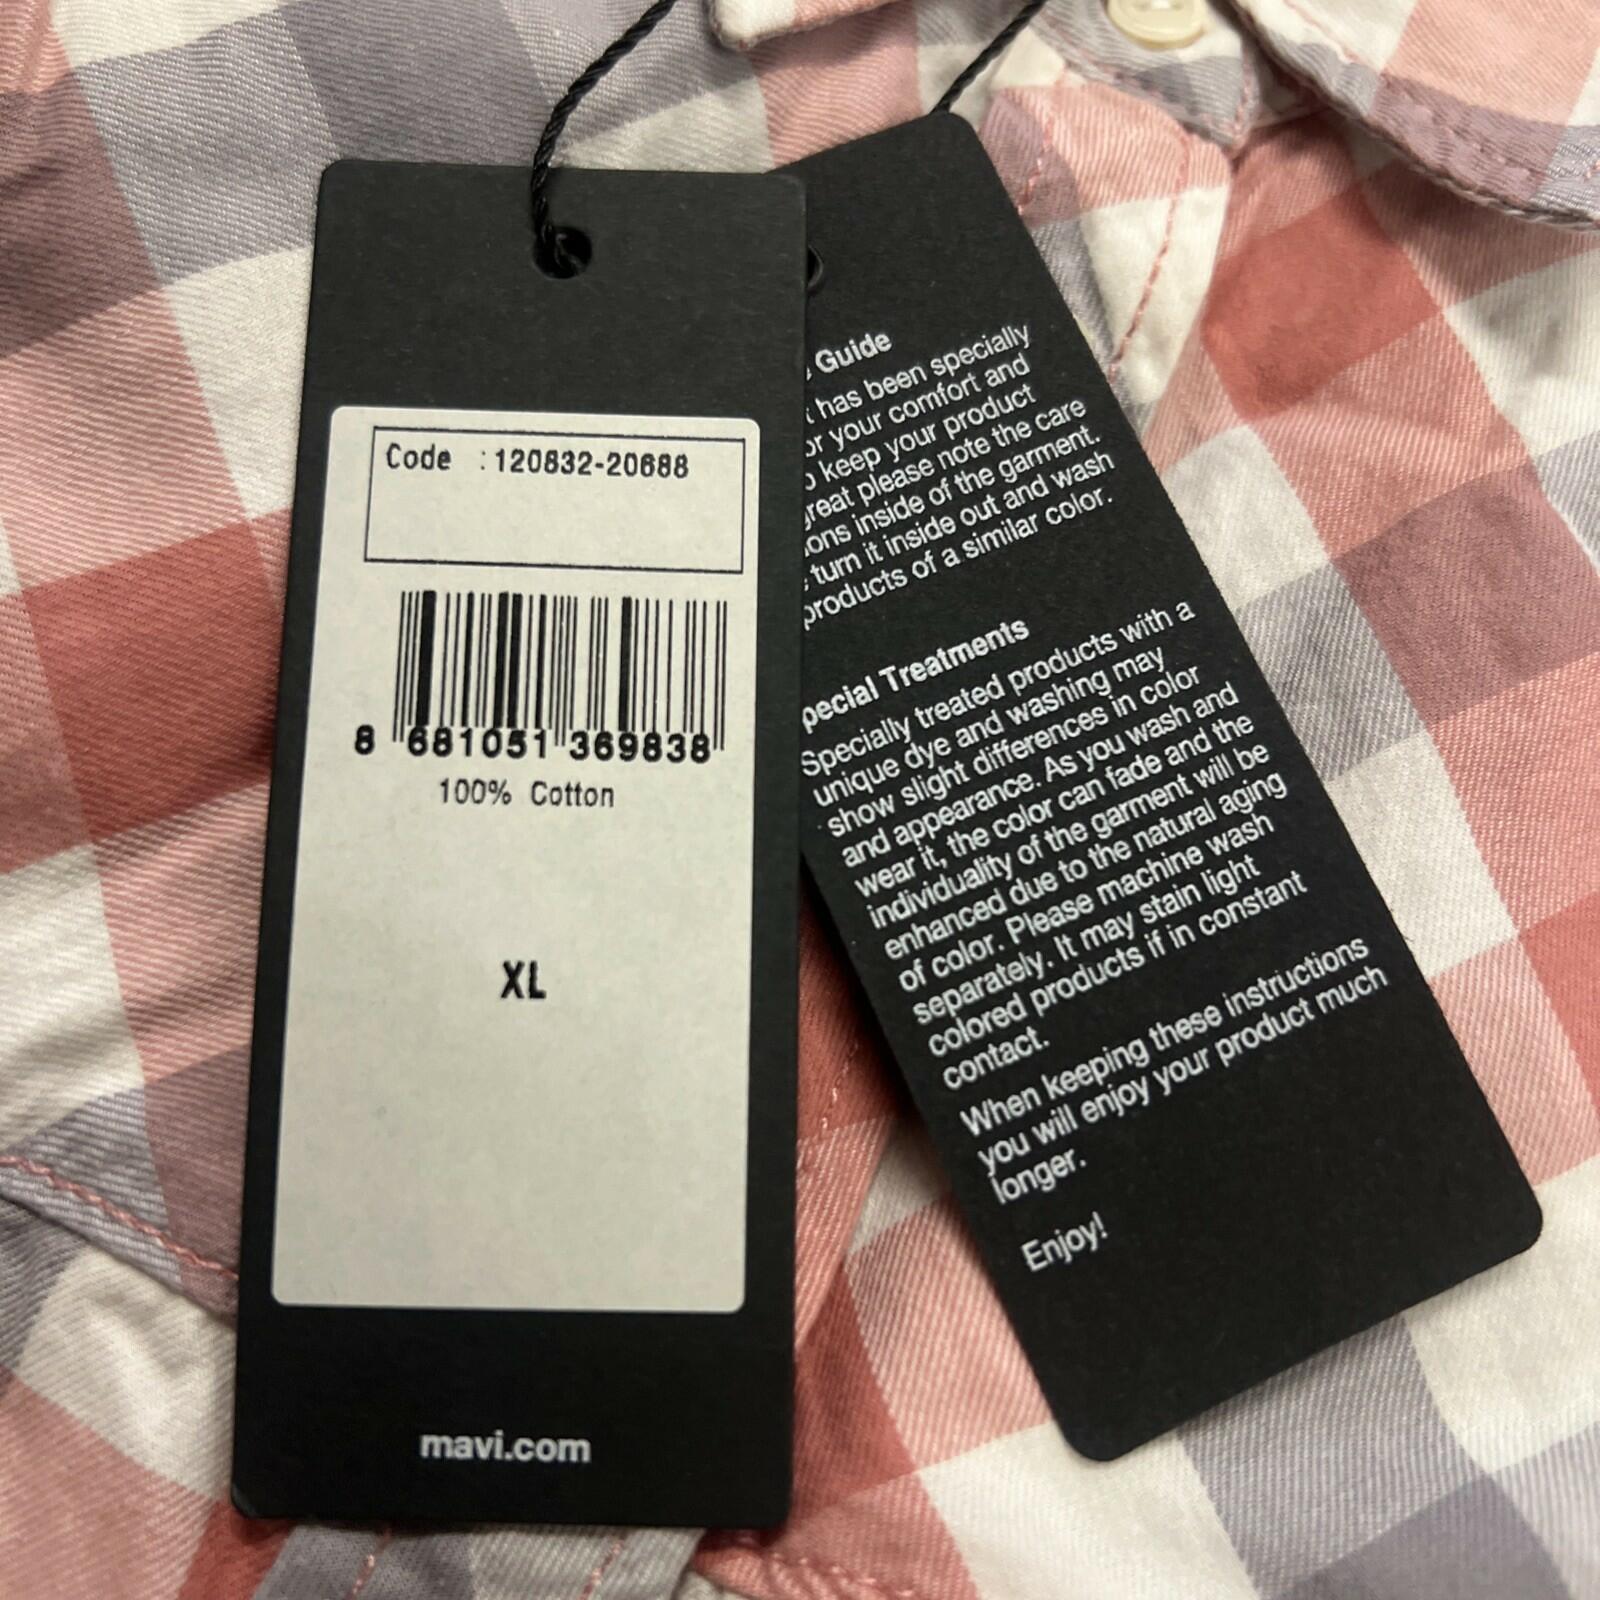 Code : 120832-20688
8 681051 369838
100% Cotton
XL
mavi.com
Guide
has been specially
or your comfort and
keep your product
great please note the care
ons inside of the garment.
turn it inside out and wash
products of a similar color.
pecial Treatments
Specially treated products with a
unique dye and washing may
show slight differences in color
and appearance. As you wash and
wear it, the color can fade and the
individuality of the garment will be
enhanced due to the natural aging
of color. Please machine wash
separately. It may stain light
colored products if in constant
contact.
When keeping these instructions
you will enjoy your product much
longer.
Enjoy!